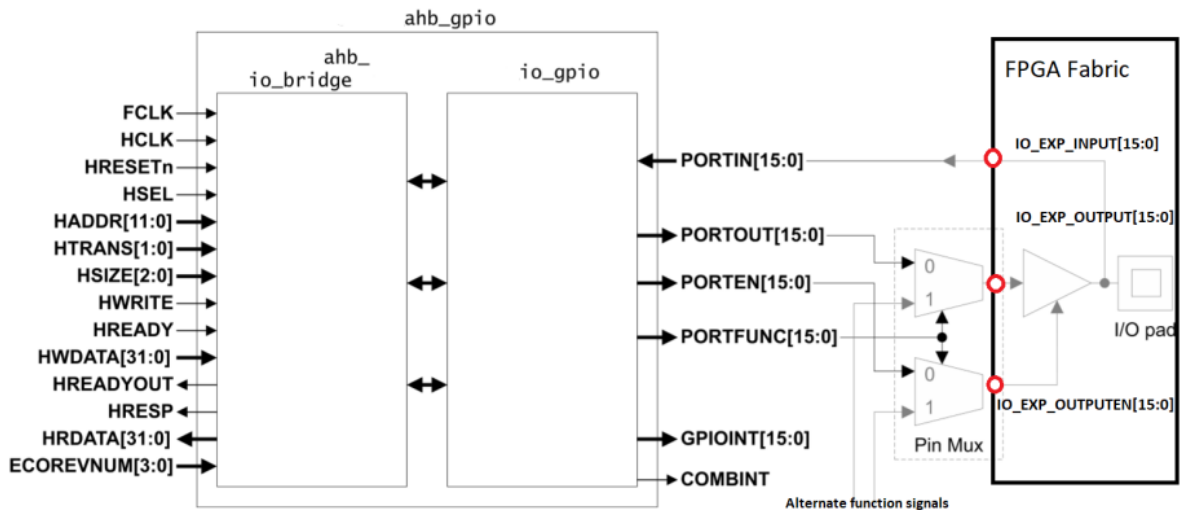 ahb_gpio
ahb_
io_bridge
io_gpio
FCLK
HCLK
HRESETn
HSEL
HADDR[11:0]
HTRANS[1:0]
HSIZE[2:0]
HWRITE
HREADY
HWDATA[31:0]
HREADYOUT
HRESP
HRDATA[31:0]
ECOREVNUM[3:0]
PORTIN[15:0]
PORTOUT[15:0]
PORTEN[15:0]
PORTFUNC[15:0]
GPIOINT[15:0]
COMBINT
0
1
0
1
Pin Mux
Alternate function signals
FPGA Fabric
IO_EXP_INPUT[15:0]
IO_EXP_OUTPUT[15:0]
I/O pad
IO_EXP_OUTPUTEN[15:0]